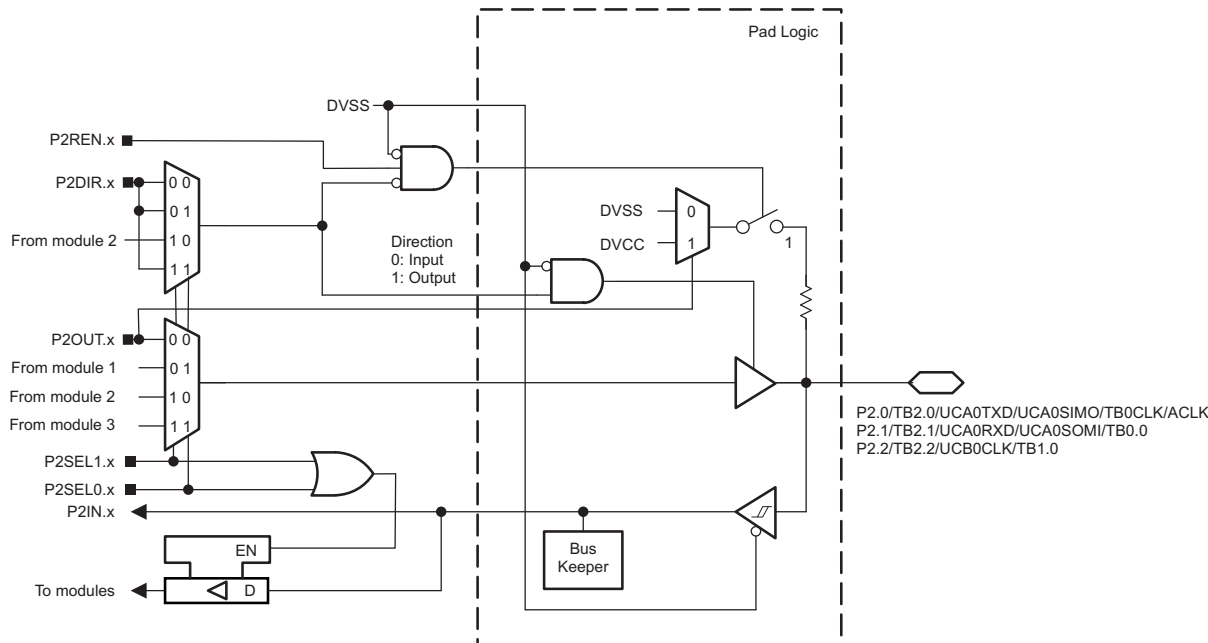 Pad Logic
DVSS
P2REN.x
P2DIR.x
0 0
0 1
From module 2
1 0
1 1
Direction
0: Input
1: Output
DVSS
0
DVCC
1
1
P2OUT.x
0 0
From module 1
0 1
From module 2
1 0
From module 3
1 1
P2.0/TB2.0/UCA0TXD/UCA0SIMO/TB0CLK/ACLK
P2.1/TB2.1/UCA0RXD/UCA0SOMI/TB0.0
P2.2/TB2.2/UCB0CLK/TB1.0
P2SEL1.x
P2SEL0.x
P2IN.x
EN
Bus
Keeper
To modules
D